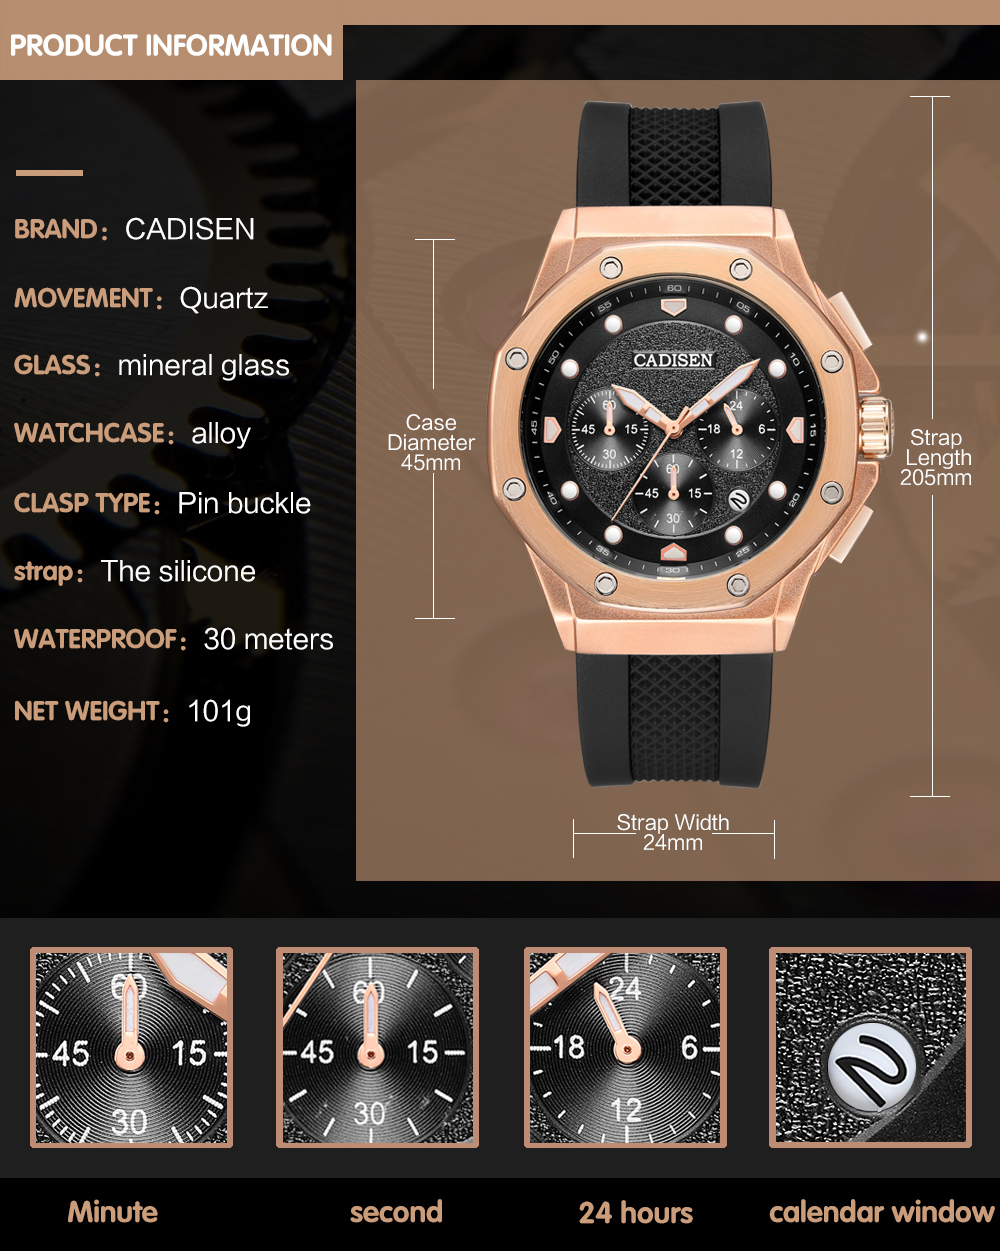 PRODUCT INFORMATION
BRAND: CADISEN
MOVEMENT: Quartz
GLASS: mineral glass
WATCHCASE: alloy
CLASP TYPE: Pin buckle
strap: The silicone
WATERPROOF: 30 meters
NET WEIGHT: 101g
Case
Diameter
45mm
60
55 05
50 10
CADISEN
60 24
45 15 18 6
45 15
30 60 12
45 15 2
40 20
30
35 25
30
Strap
Length
205mm
Strap Width
24mm
60
45 15
30
60
45 15
30
24
18 6
12
2
Minute
second
24 hours
calendar window